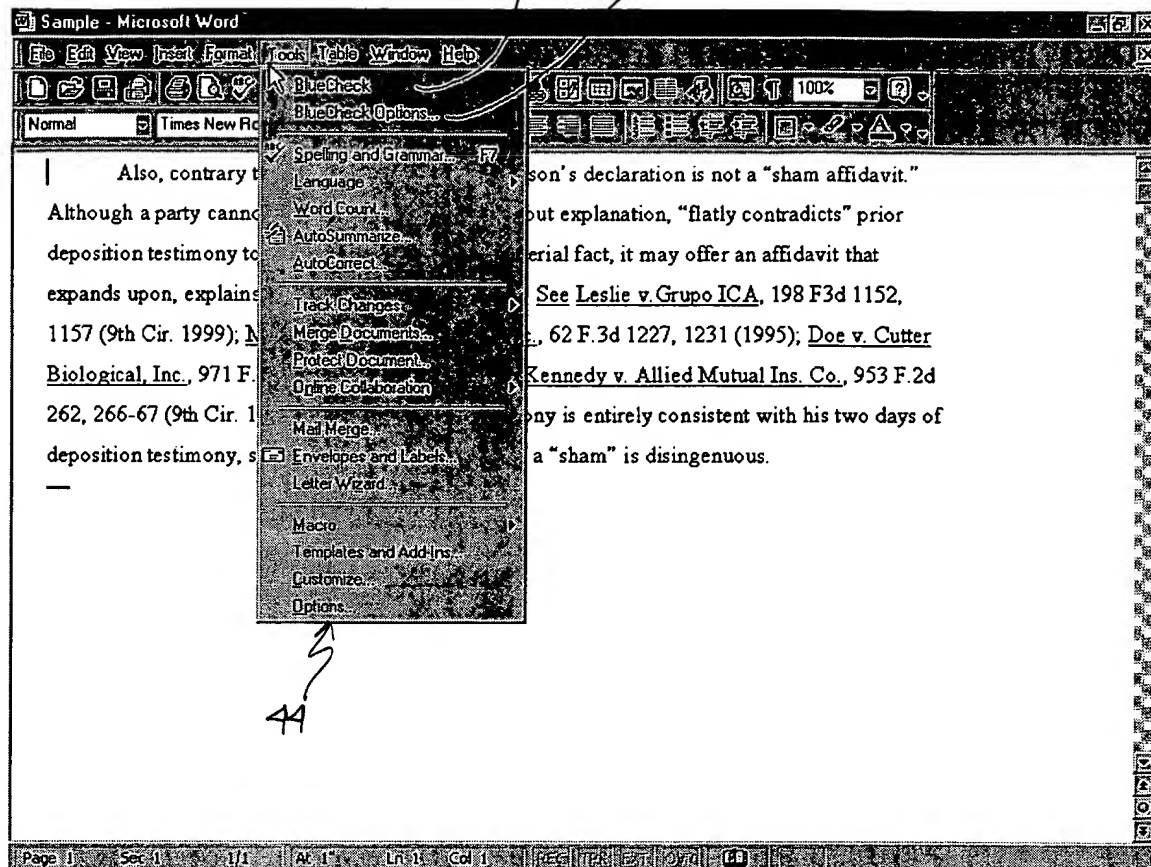 Sample - Microsoft Word
File Edit View Insert Format Tools Table Window Help
100%
Normal Times New Ro
BlueCheck
BlueCheck Options...
Spelling and Grammar... F7
Language
Word Count...
AutoSummarize...
AutoCorrect...
Track Changes
Merge Documents...
Protect Document...
Online Collaboration
Mail Merge...
Envelopes and Labels...
Letter Wizard...
Macro
Templates and Add-Ins...
Customize...
Options...
Also, contrary t son's declaration is not a “sham affidavit.”
Although a party canno out explanation, “flatly contradicts” prior
deposition testimony to erial fact, it may offer an affidavit that
expands upon, explains See Leslie v. Grupo ICA, 198 F3d 1152,
1157 (9th Cir. 1999); M ., 62 F.3d 1227, 1231 (1995); Doe v. Cutter
Biological, Inc., 971 F. Kennedy v. Allied Mutual Ins. Co., 953 F.2d
262, 266-67 (9th Cir. 1 ony is entirely consistent with his two days of
deposition testimony, s a “sham” is disingenuous.
44
Page 1 Sec 1 1/1 At 1" Ln 1 Col 1 REC TRK EXT OVR